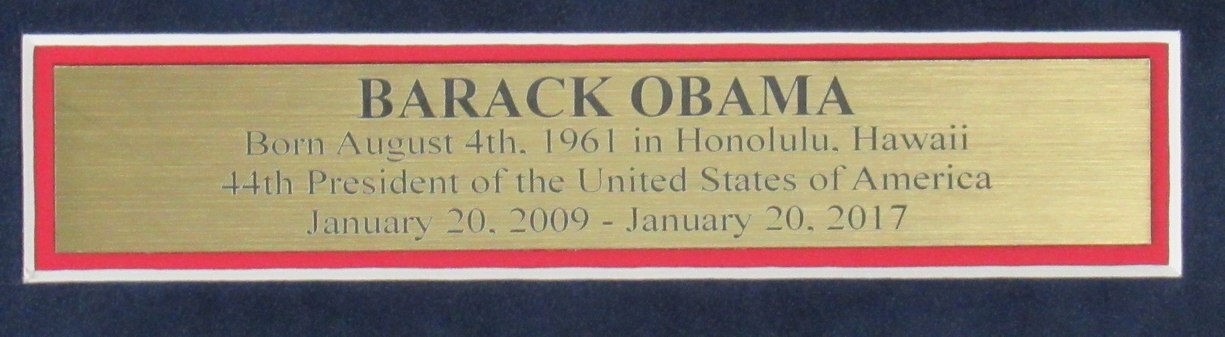 BARACK OBAMA
Born August 4th, 1961 in Honolulu, Hawaii
44th President of the United States of America
January 20, 2009 - January 20, 2017